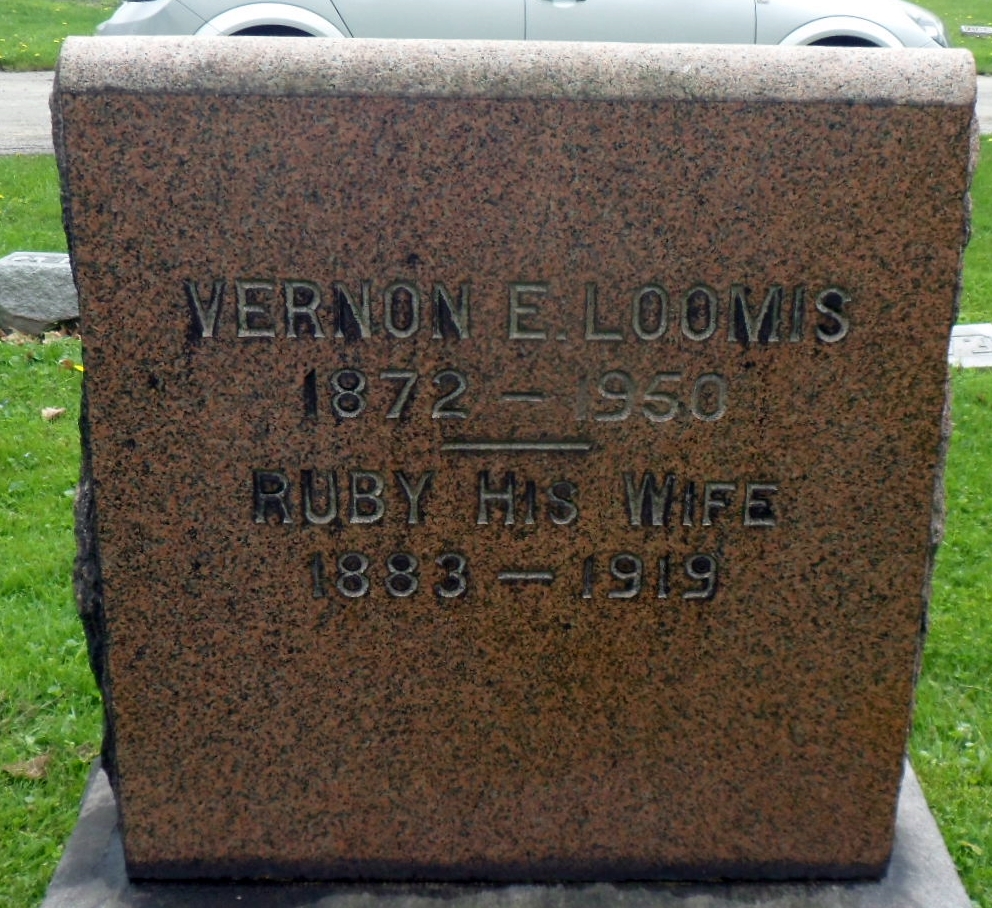 VERNON E. LOOMIS
1872 – 1950
RUBY HIS WIFE
1883 – 1919